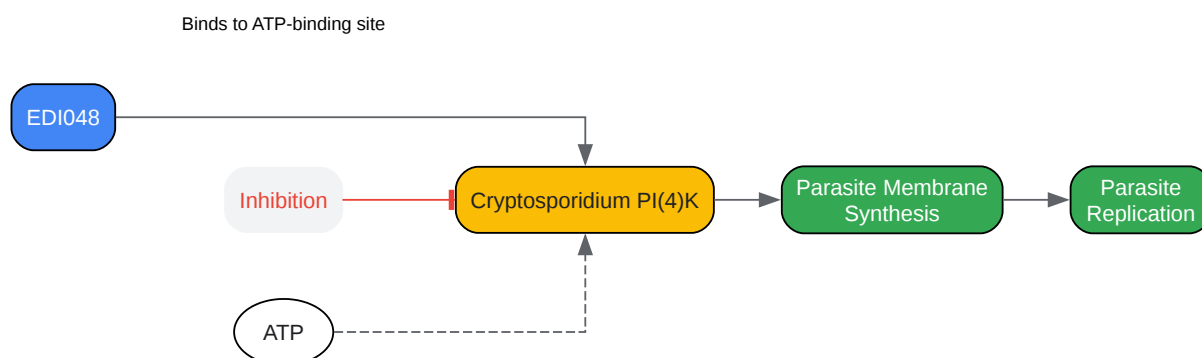 Binds to ATP-binding site
EDI048
Inhibition
Cryptosporidium PI(4)K
Parasite Membrane
Synthesis
Parasite
Replication
ATP